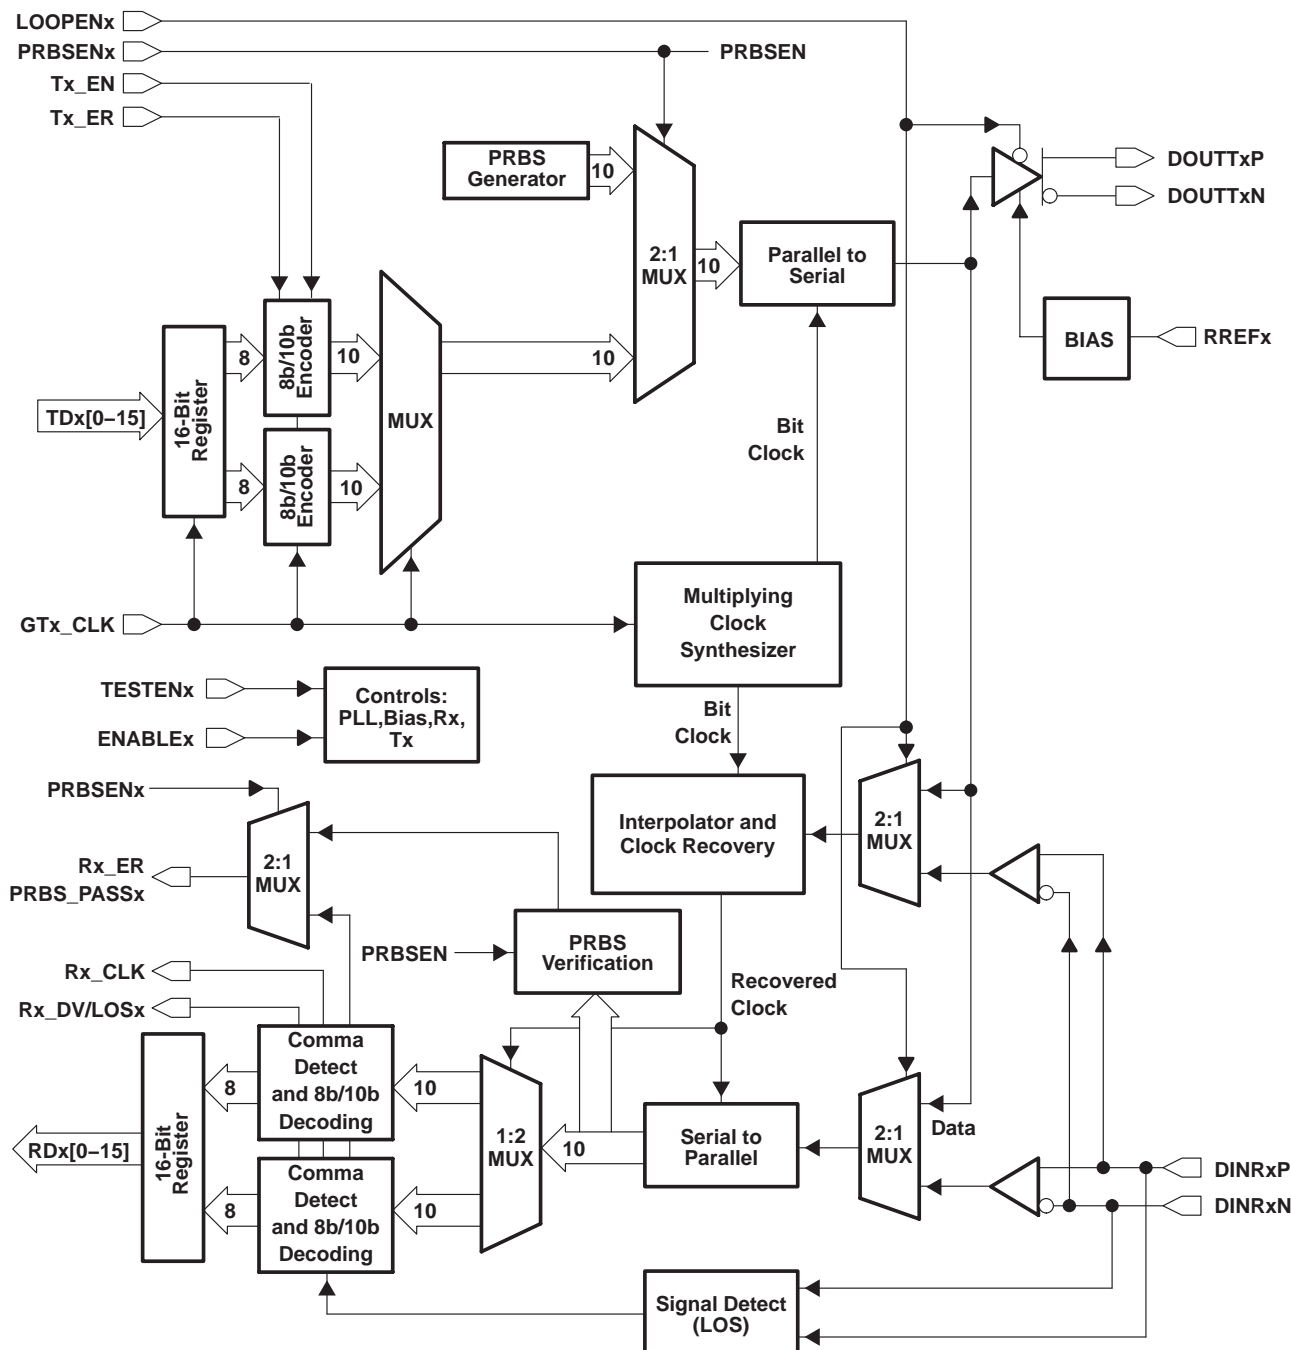 LOOPENx
PRBSENx
PRBSEN
Tx_EN
Tx_ER
PRBS
Generator
10
DOUTTxP
DOUTTxN
2:1
MUX
10
Parallel to
Serial
BIAS
RREFx
TDx[0–15]
16-Bit
Register
8
8b/10b
Encoder
10
MUX
10
8
8b/10b
Encoder
10
Bit
Clock
GTx_CLK
Multiplying
Clock
Synthesizer
TESTENx
ENABLEx
Controls:
PLL,Bias,Rx,
Tx
Bit
Clock
PRBSENx
2:1
MUX
Rx_ER
PRBS_PASSx
Interpolator and
Clock Recovery
2:1
MUX
PRBSEN
PRBS
Verification
Rx_CLK
Rx_DV/LOSx
Recovered
Clock
RDx[0–15]
16-Bit
Register
8
Comma
Detect
and 8b/10b
Decoding
10
8
Comma
Detect
and 8b/10b
Decoding
10
1:2
MUX
10
Serial to
Parallel
2:1
MUX
Data
DINRxP
DINRxN
Signal Detect
(LOS)